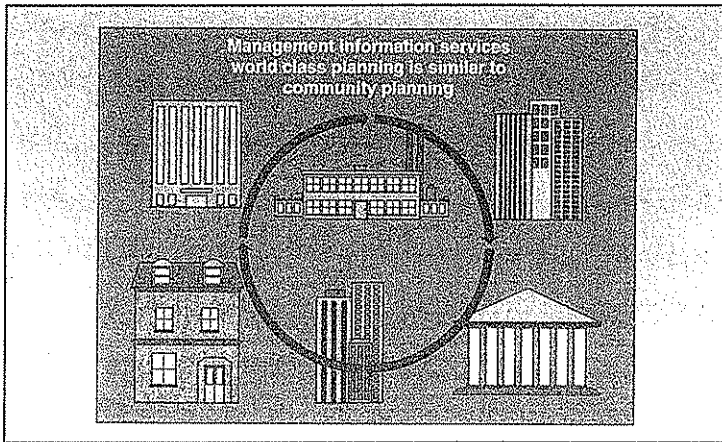 Management information services
world class planning is similar to
community planning